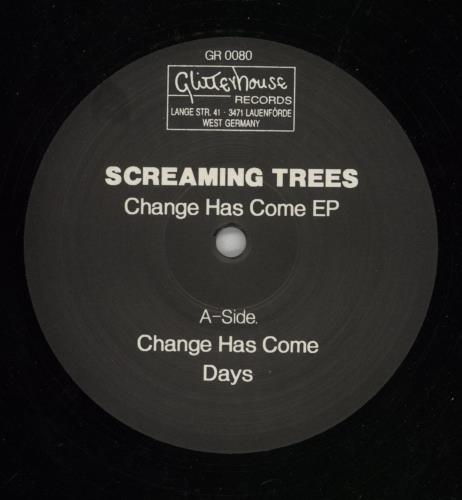 GR 0080
Glitterhouse
RECORDS
LANGE STR. 41 · 3471 LAUENFÖRDE
WEST GERMANY
SCREAMING TREES
Change Has Come EP
A-Side.
Change Has Come
Days